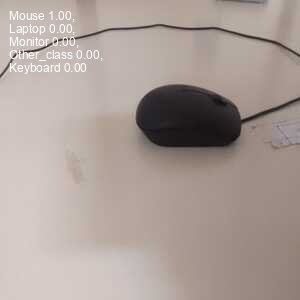 Mouse 1.00,
Laptop 0.00,
Monitor 0.00,
Other_class 0.00,
Keyboard 0.00